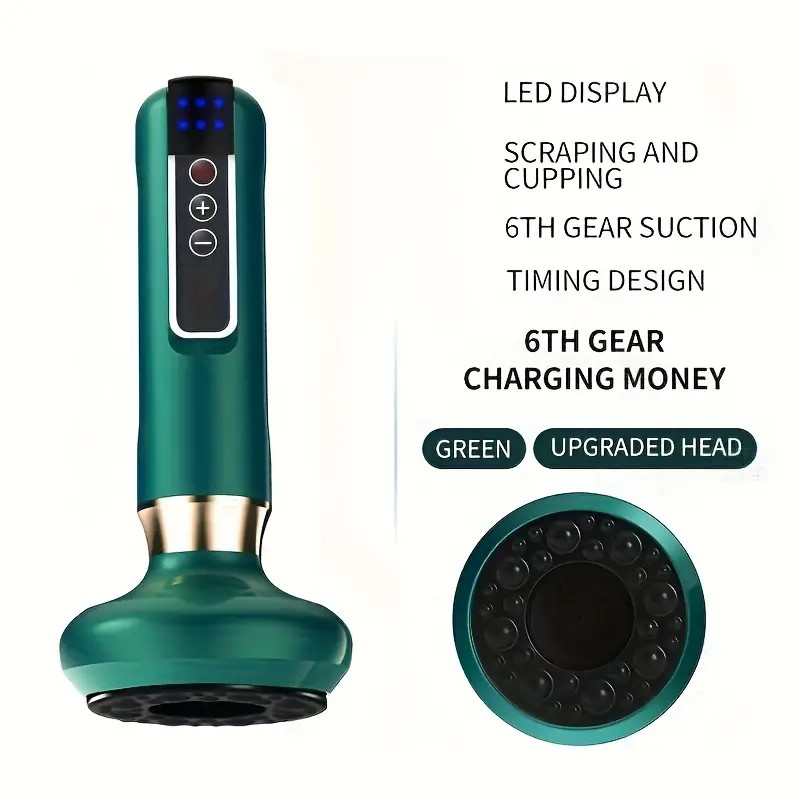 LED DISPLAY
SCRAPING AND
CUPPING
6TH GEAR SUCTION
TIMING DESIGN
6TH GEAR
CHARGING MONEY
GREEN
UPGRADED HEAD